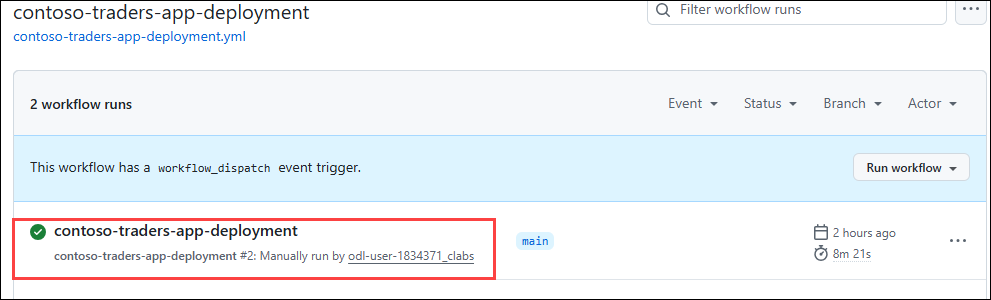 contoso-traders-app-deployment
contoso-traders-app-deployment.yml
Filter workflow runs
2 workflow runs Event Status Branch Actor
This workflow has a workflow_dispatch event trigger. Run workflow
contoso-traders-app-deployment
contoso-traders-app-deployment #2: Manually run by odl-user-1834371_clabs
main
2 hours ago
8m 21s